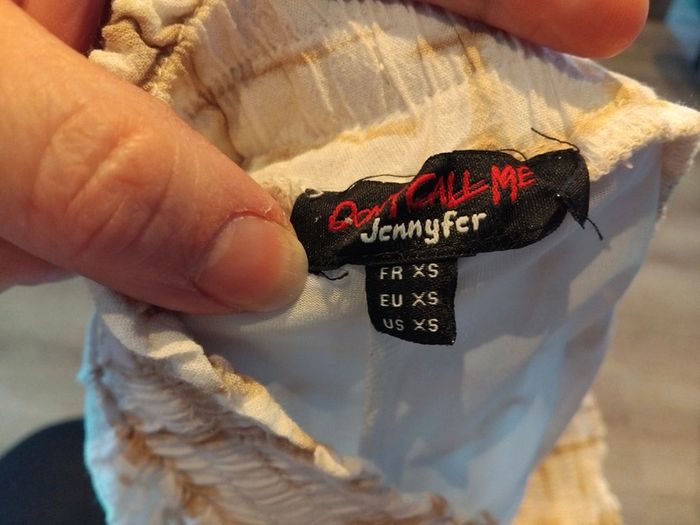 DON'T CALL ME
Jennyfer
FR XS
EU XS
US XS